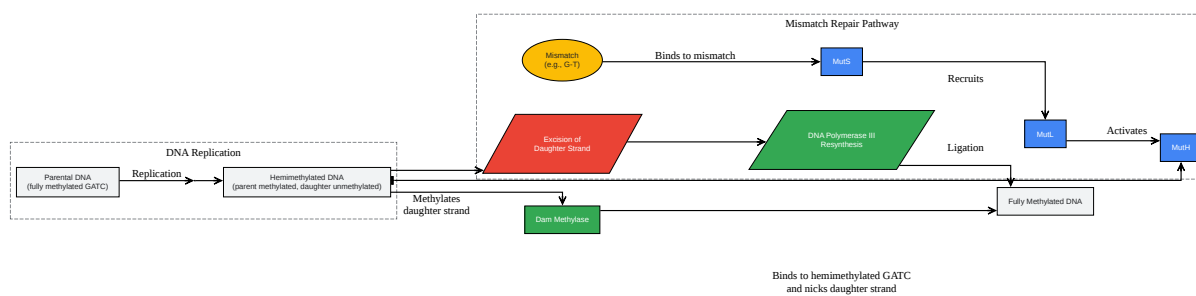 Mismatch Repair Pathway
Mismatch
(e.g., G-T)
Binds to mismatch
MutS
Recruits
Excision of
Daughter Strand
DNA Polymerase III
Resynthesis
MutL
Activates
MutH
Ligation
DNA Replication
Parental DNA
(fully methylated GATC)
Replication
Hemimethylated DNA
(parent methylated, daughter unmethylated)
Methylates
daughter strand
Dam Methylase
Fully Methylated DNA
Binds to hemimethylated GATC
and nicks daughter strand